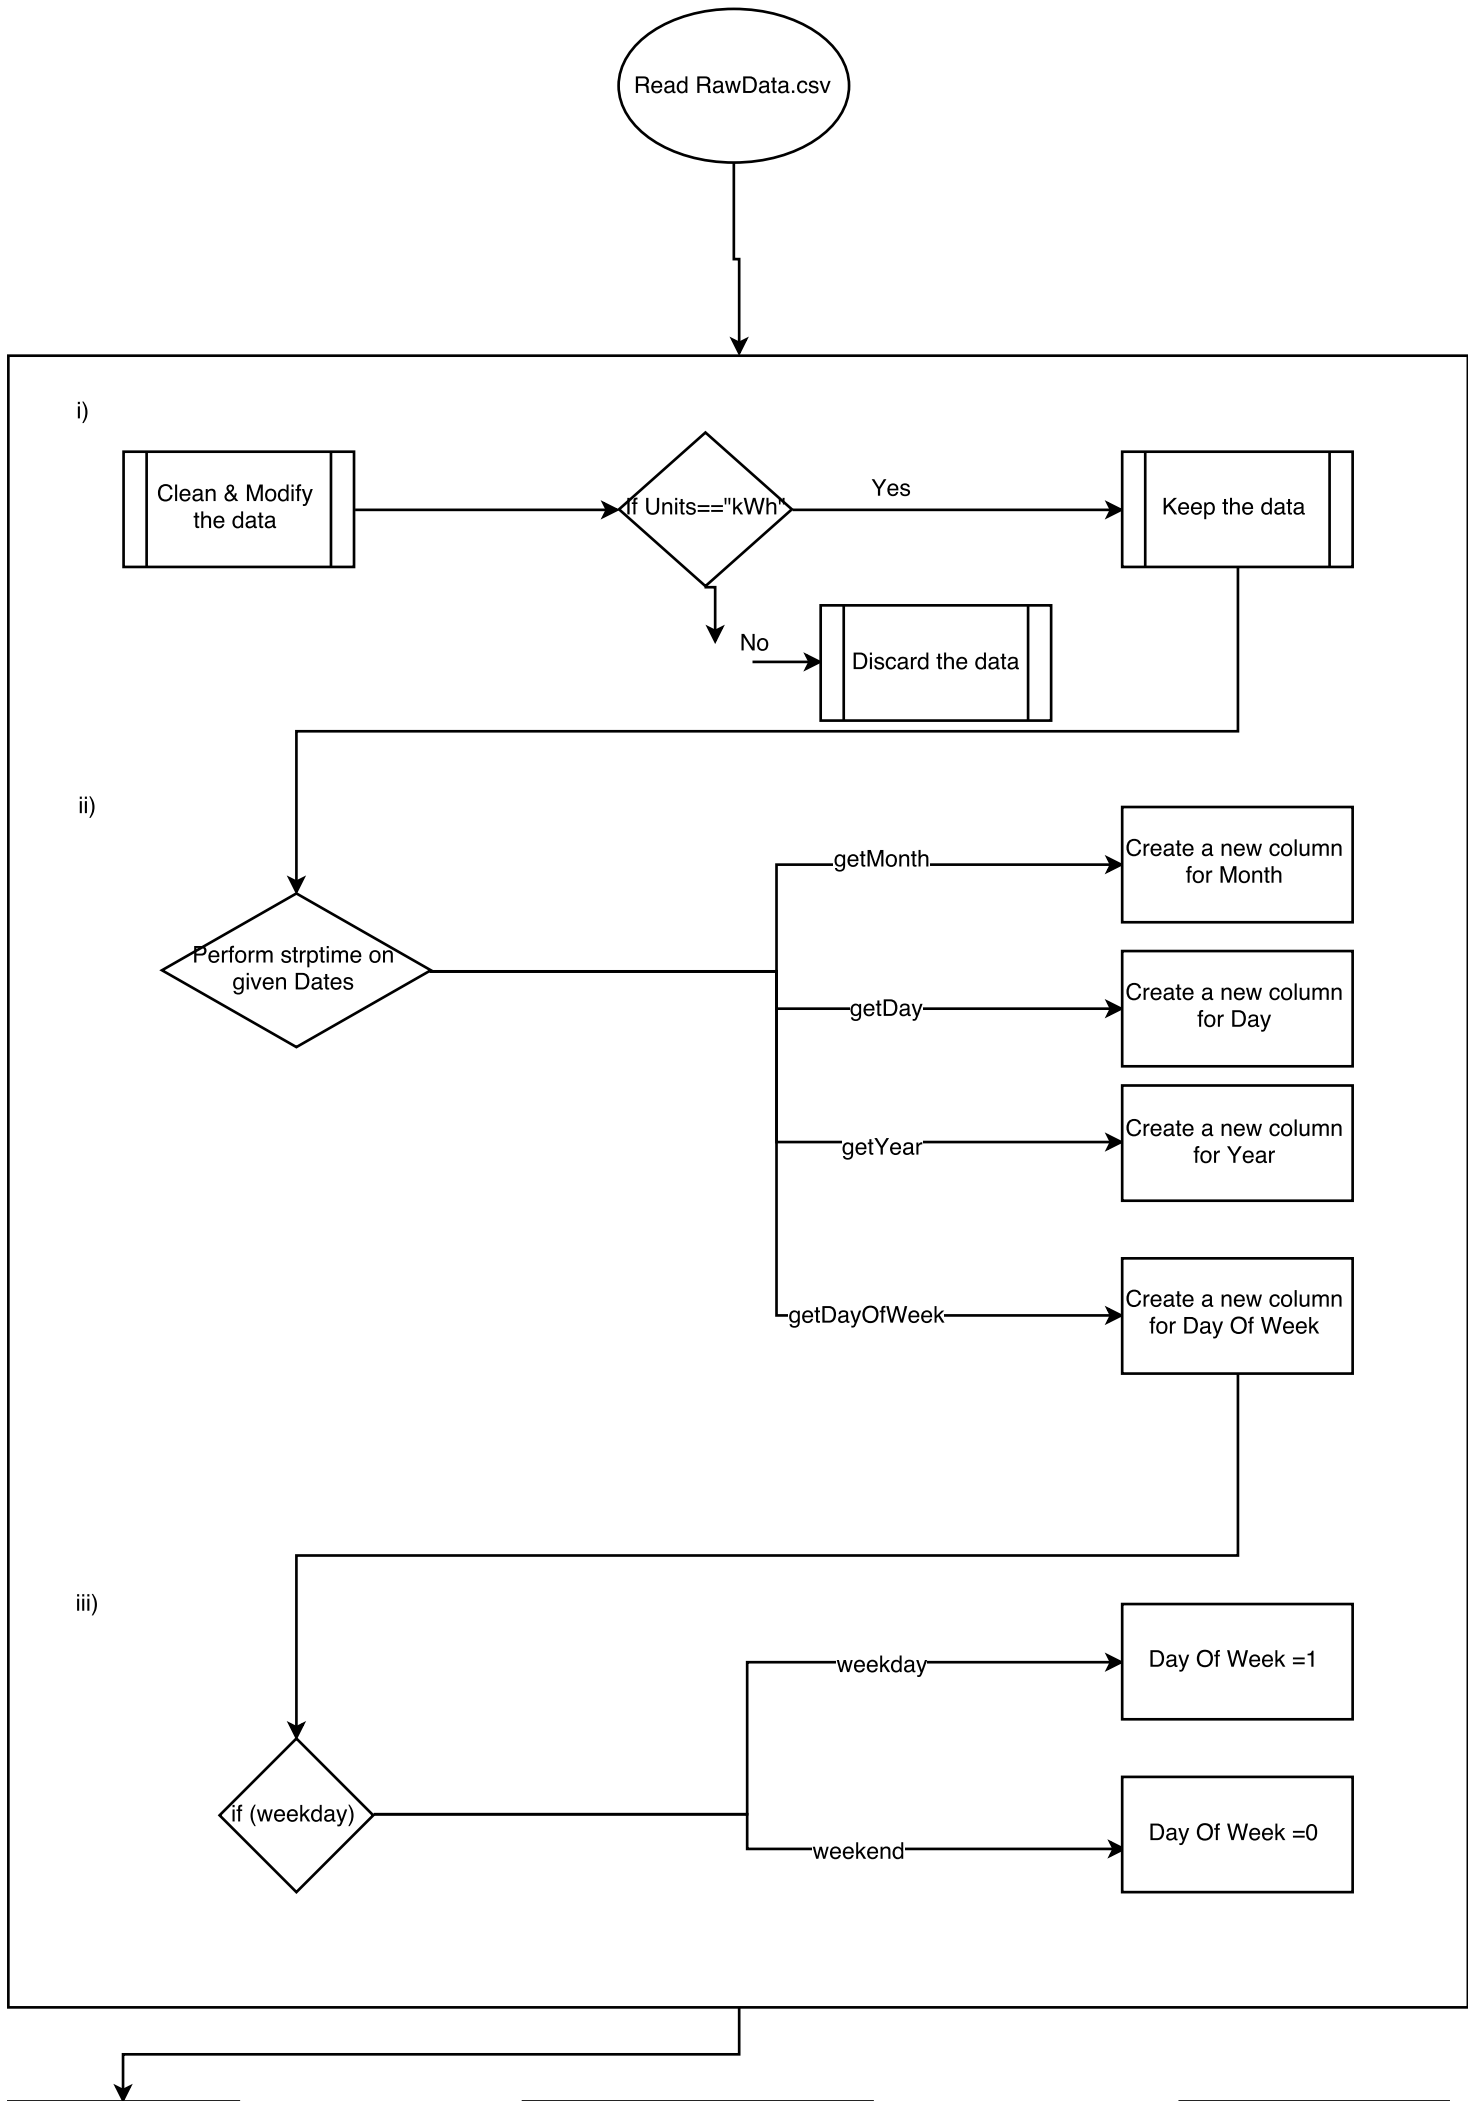 Read RawData.csv
i)
Clean & Modify
the data
If Units=="kWh"
Yes
Keep the data
No
Discard the data
ii)
Perform strptime on
given Dates
getMonth
Create a new column
for Month
getDay
Create a new column
for Day
getYear
Create a new column
for Year
getDayOfWeek
Create a new column
for Day Of Week
iii)
if (weekday)
weekday
Day Of Week =1
weekend
Day Of Week =0